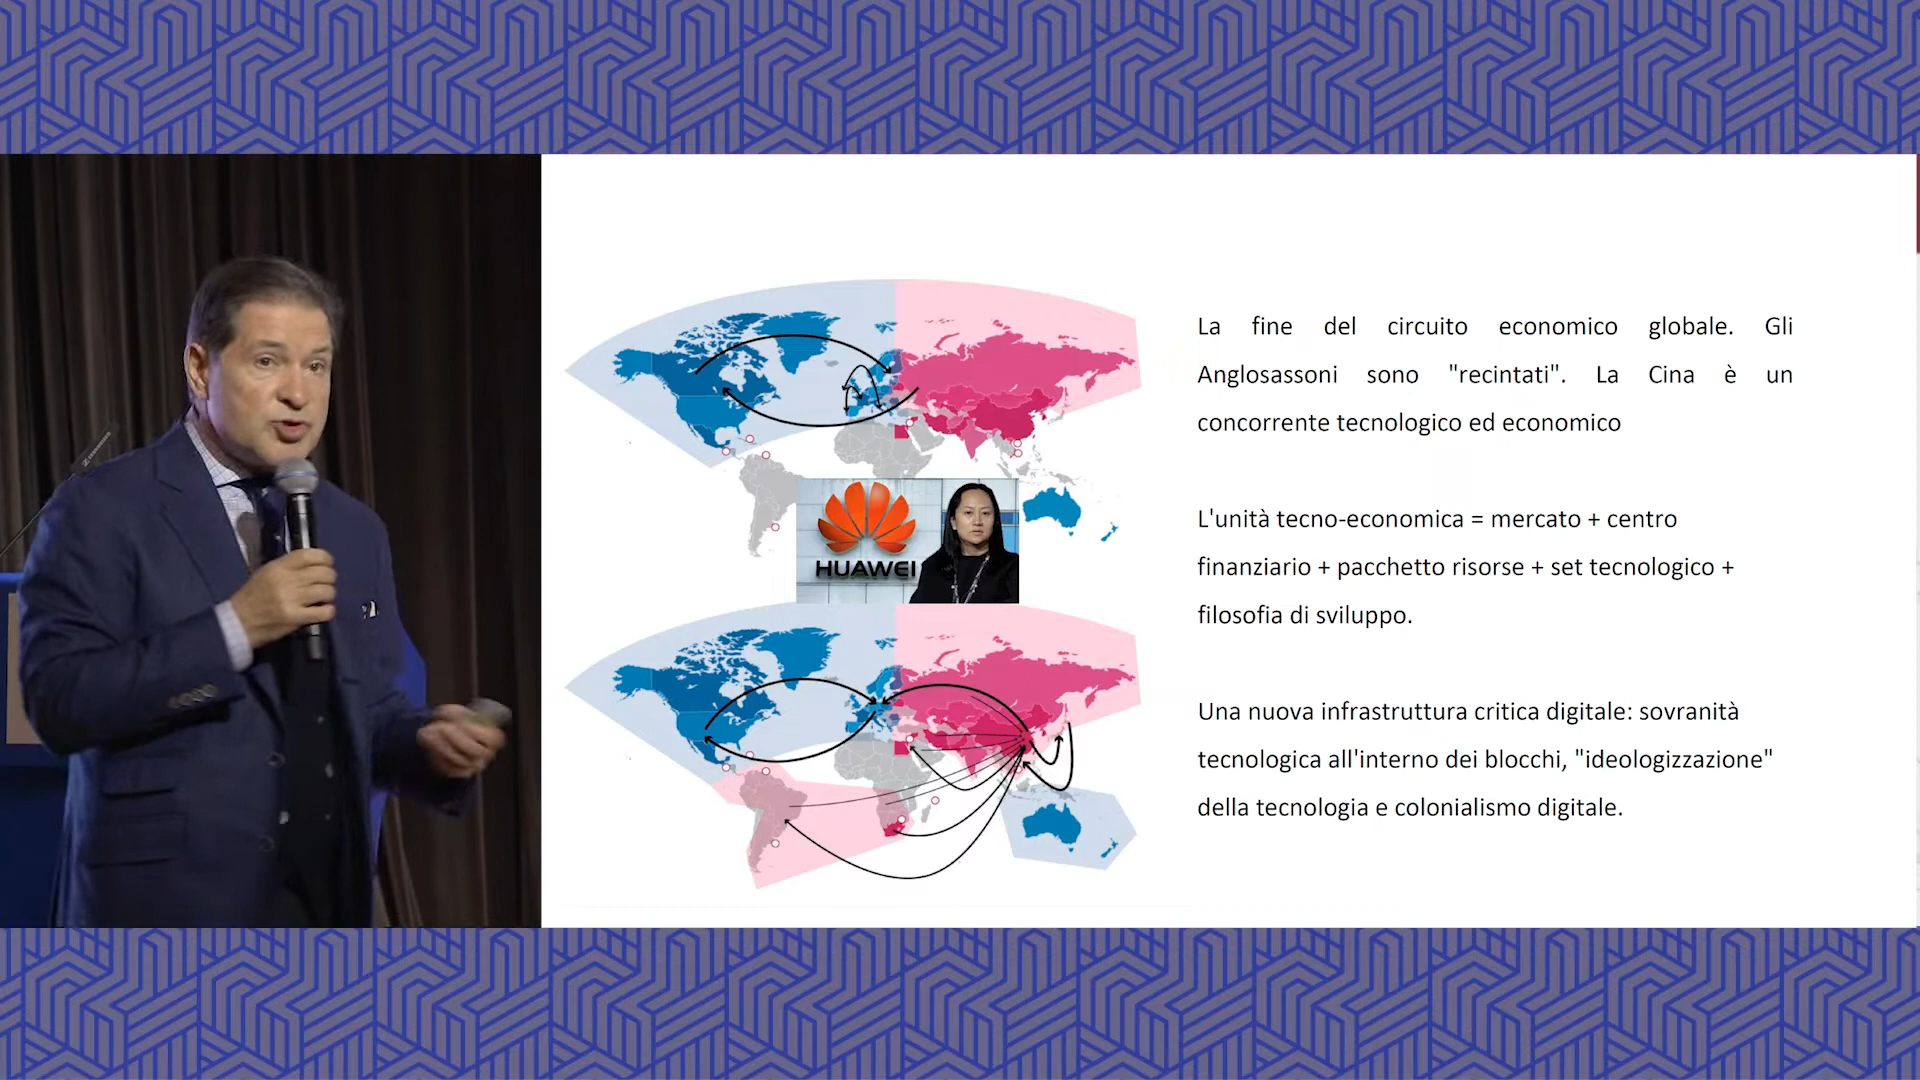 HUAWEI
La fine del circuito economico globale. Gli
Anglosassoni sono "recintati". La Cina è un
concorrente tecnologico ed economico
L'unità tecno-economica = mercato + centro
finanziario + pacchetto risorse + set tecnologico +
filosofia di sviluppo.
Una nuova infrastruttura critica digitale: sovranità
tecnologica all'interno dei blocchi, "ideologizzazione"
della tecnologia e colonialismo digitale.